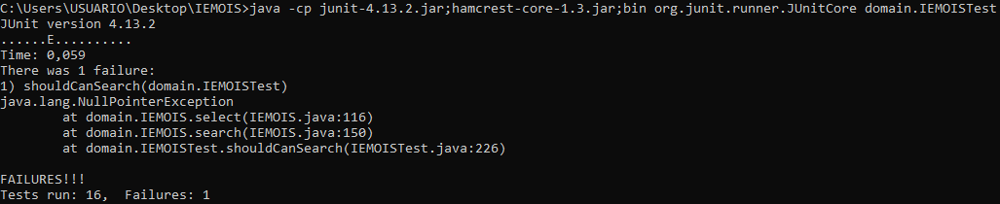 C:\Users\USUARIO\Desktop\IEMOIS>java -cp junit-4.13.2.jar;hamcrest-core-1.3.jar;bin org.junit.runner.JUnitCore domain.IEMOISTest
JUnit version 4.13.2
......E..........
Time: 0,059
There was 1 failure:
1) shouldCanSearch(domain.IEMOISTest)
java.lang.NullPointerException
        at domain.IEMOIS.select(IEMOIS.java:116)
        at domain.IEMOIS.search(IEMOIS.java:150)
        at domain.IEMOISTest.shouldCanSearch(IEMOISTest.java:226)

FAILURES!!!
Tests run: 16,  Failures: 1